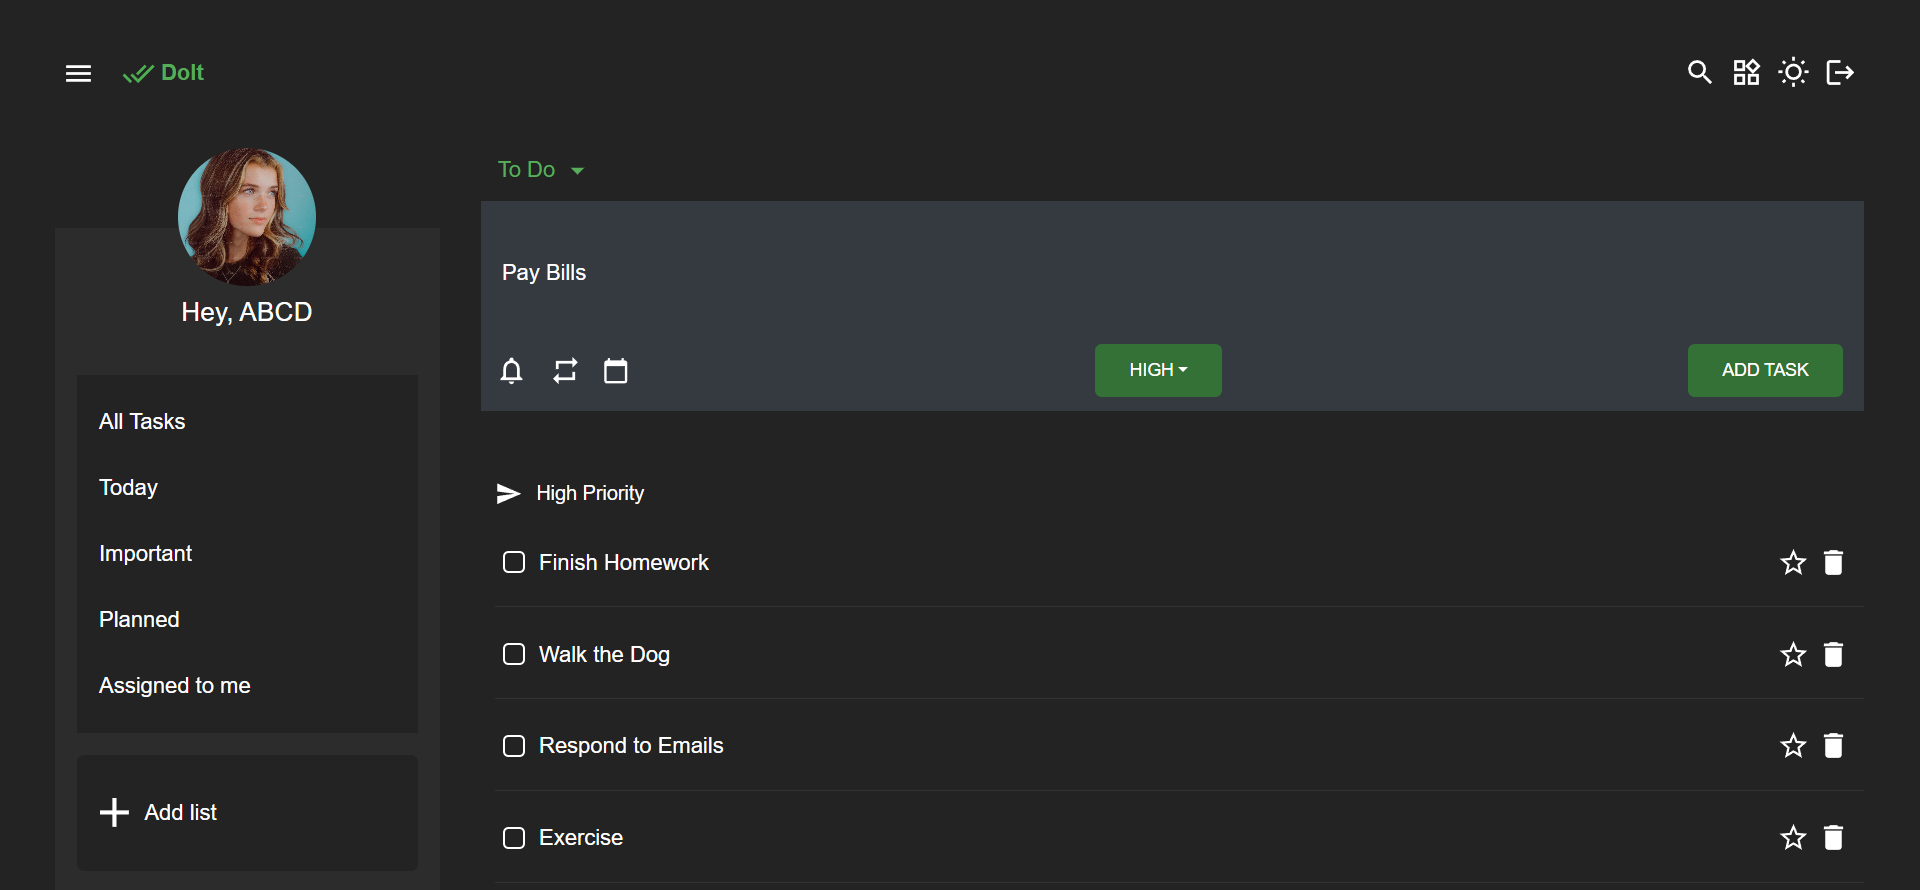 DoIt
To Do
Pay Bills
HIGH
ADD TASK
Hey, ABCD
All Tasks
Today
Important
Planned
Assigned to me
Add list
High Priority
Finish Homework
Walk the Dog
Respond to Emails
Exercise